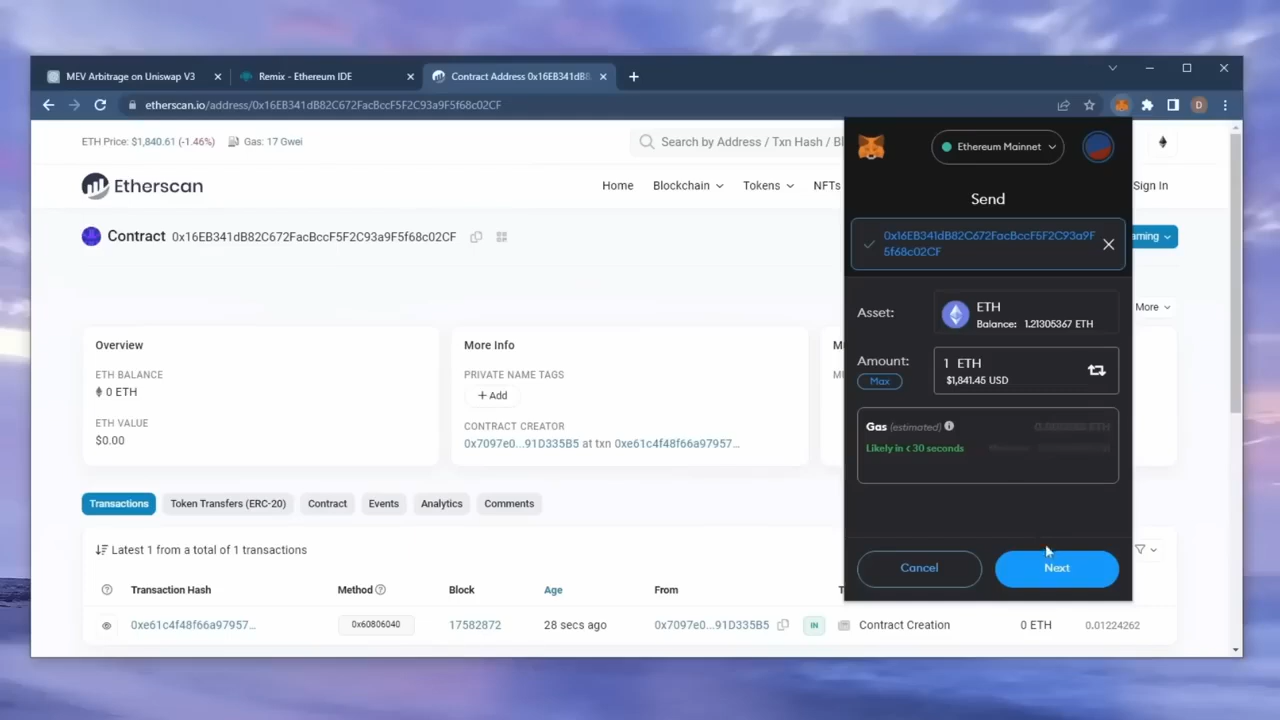 MEV Arbitrage on Uniswap V3
Remix - Ethereum IDE
Contract Address 0x16EB341dB8
etherscan.io/address/0x16EB341dB82C672FacBccF5F2C93a9F5f68c02CF
D
ETH Price: $1,840.61 (-1.46%) Gas: 17 Gwei
Search by Address / Txn Hash / Bl
Etherscan
Home Blockchain Tokens NFTs
Sign In
Contract 0x16EB341dB82C672FacBccF5F2C93a9F5f68c02CF
aming
More
Overview
ETH BALANCE
0 ETH
ETH VALUE
$0.00
More Info
PRIVATE NAME TAGS
+ Add
CONTRACT CREATOR
0x7097e0...91D335B5 at txn 0xe61c4f48f66a97957...
Transactions Token Transfers (ERC-20) Contract Events Analytics Comments
Latest 1 from a total of 1 transactions
Transaction Hash Method Block Age From
0xe61c4f48f66a97957... 0x60806040 17582872 28 secs ago 0x7097e0...91D335B5 IN Contract Creation 0 ETH 0.01224262
Ethereum Mainnet
Send
0x16EB341dB82C672FacBccF5F2C93a9F
5f68c02CF
Asset:
ETH
Balance: 1.21305367 ETH
Amount:
Max
1 ETH
$1,841.45 USD
Gas (estimated)
Likely in < 30 seconds
Cancel
Next